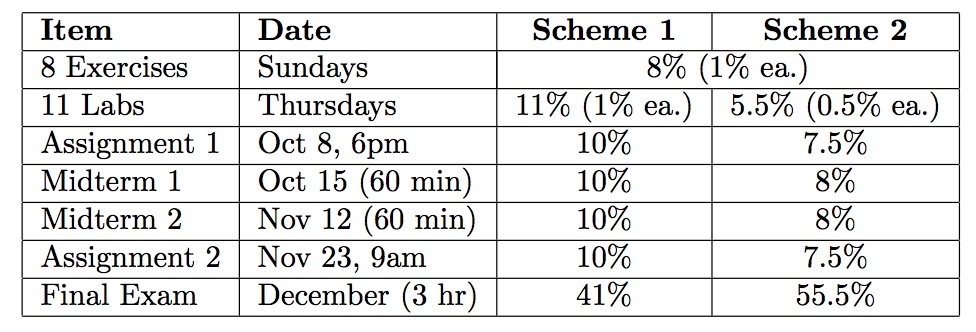 Item Date Scheme 1 Scheme 2
8 Exercises Sundays 8% (1% ea.)
11 Labs Thursdays 11% (1% ea.) 5.5% (0.5% ea.)
Assignment 1 Oct 8, 6pm 10% 7.5%
Midterm 1 Oct 15 (60 min) 10% 8%
Midterm 2 Nov 12 (60 min) 10% 8%
Assignment 2 Nov 23, 9am 10% 7.5%
Final Exam December (3 hr) 41% 55.5%